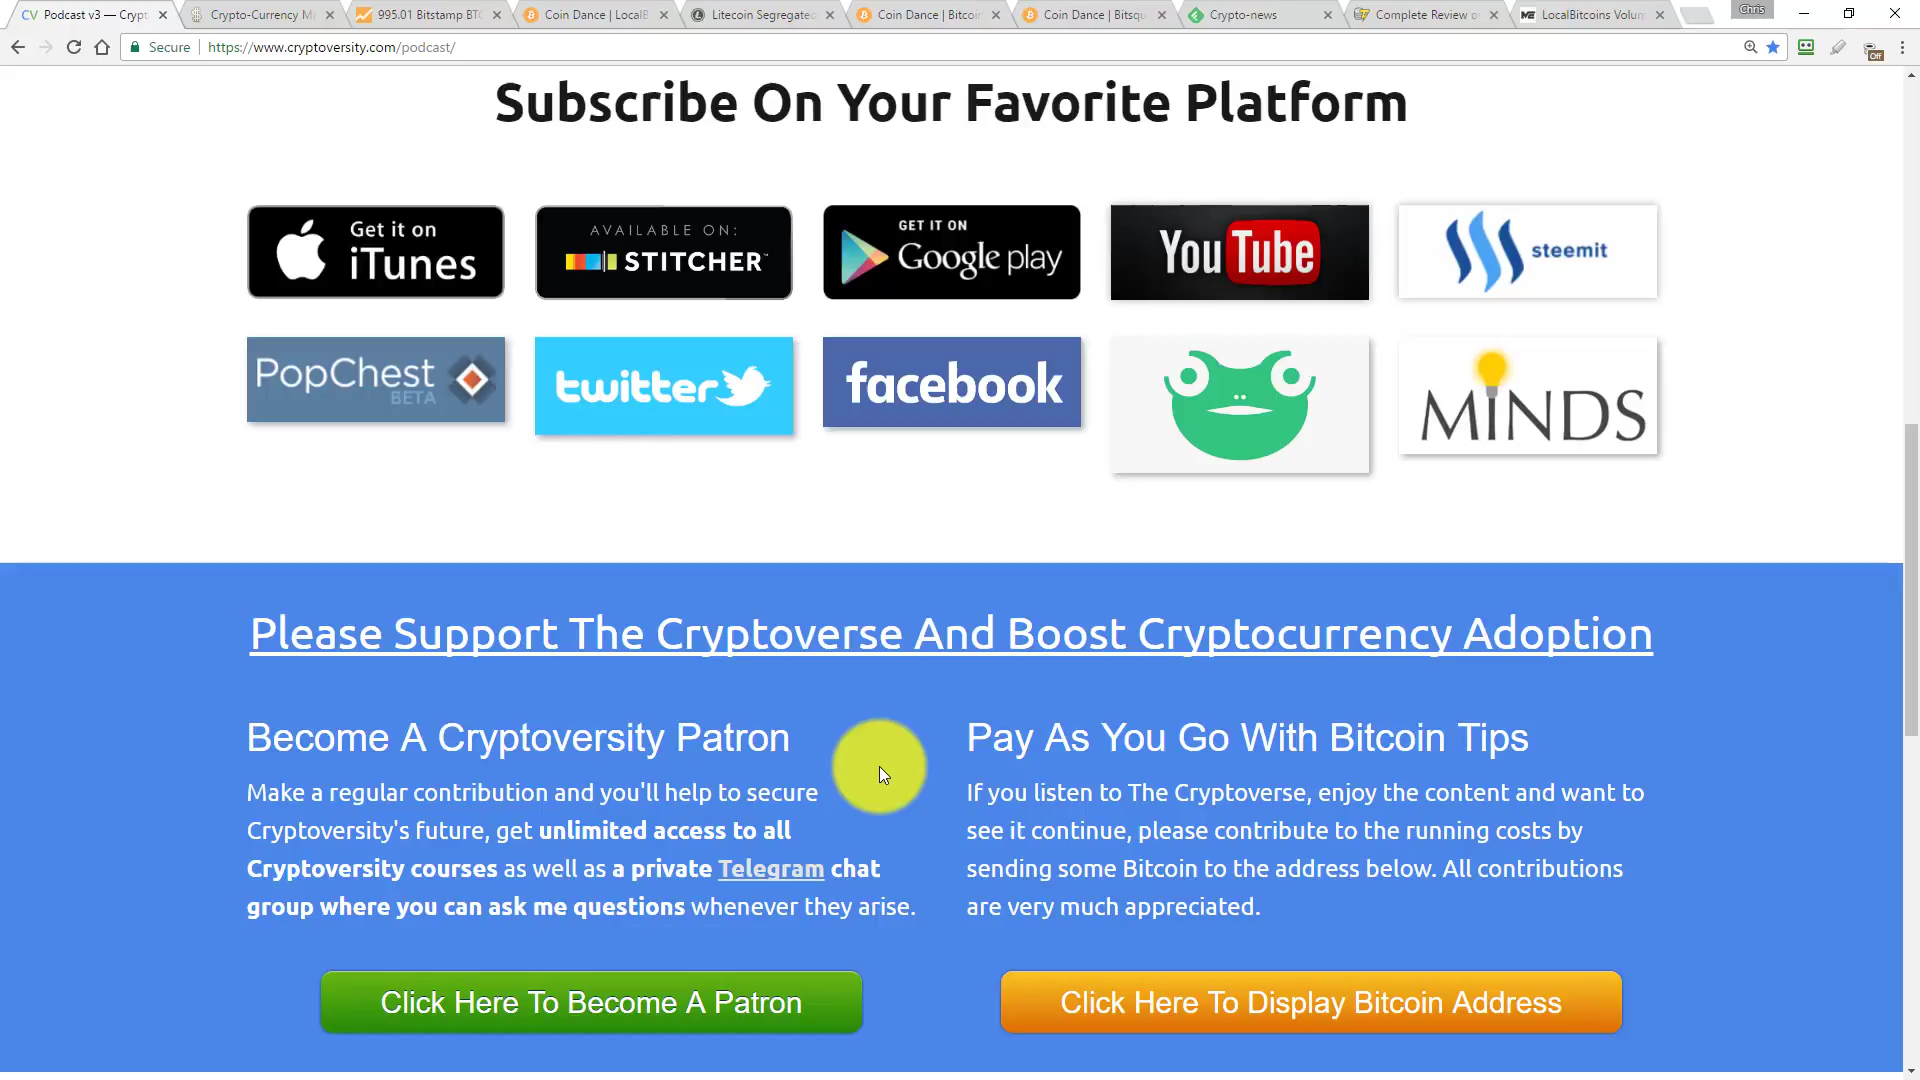 CV Podcast v3 — Crypt
Crypto-Currency M
995.01 Bitstamp BTC
Coin Dance | LocalB
Litecoin Segregate
Coin Dance | Bitcoin
Coin Dance | Bitsqu
Crypto-news
Complete Review o
ME LocalBitcoins Volum
Chris
Secure
https://www.cryptoversity.com/podcast/
Off
Subscribe On Your Favorite Platform
Get it on
iTunes
AVAILABLE ON:
STITCHER
GET IT ON
Google play
YouTube
steemit
PopChest
BETA
twitter
facebook
MINDS
Please Support The Cryptoverse And Boost Cryptocurrency Adoption
Become A Cryptoversity Patron
Make a regular contribution and you'll help to secure
Cryptoversity's future, get unlimited access to all
Cryptoversity courses as well as a private Telegram chat
group where you can ask me questions whenever they arise.
Click Here To Become A Patron
Pay As You Go With Bitcoin Tips
If you listen to The Cryptoverse, enjoy the content and want to
see it continue, please contribute to the running costs by
sending some Bitcoin to the address below. All contributions
are very much appreciated.
Click Here To Display Bitcoin Address